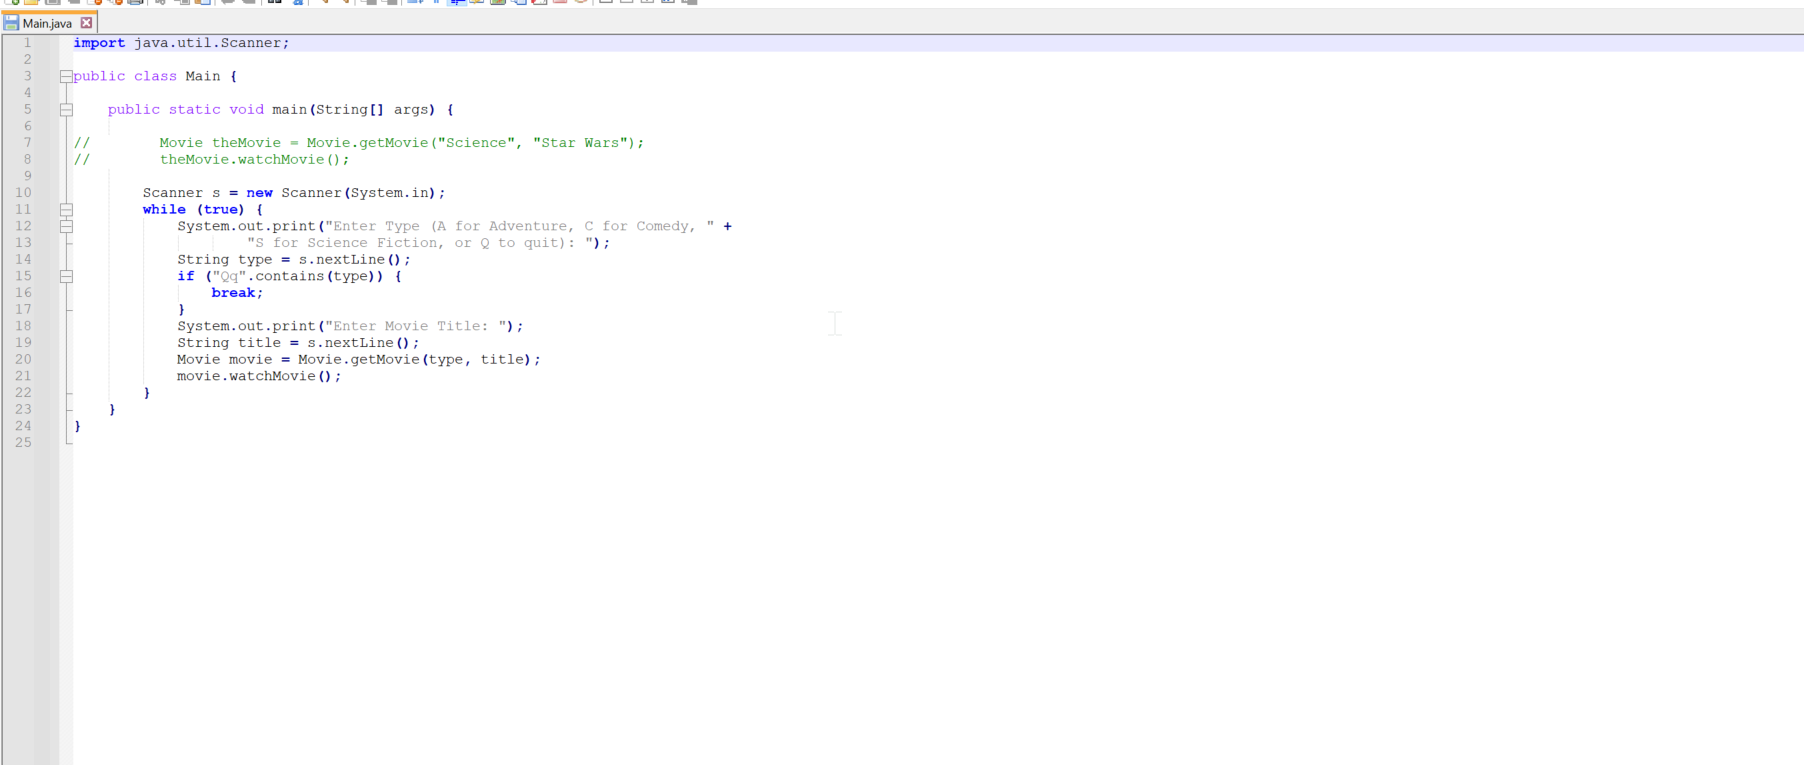 Main.java
1 import java.util.Scanner;
2
3 public class Main {
4
5     public static void main(String[] args) {
6
7 //        Movie theMovie = Movie.getMovie("Science", "Star Wars");
8 //        theMovie.watchMovie();
9
10         Scanner s = new Scanner(System.in);
11         while (true) {
12             System.out.print("Enter Type (A for Adventure, C for Comedy, " +
13                     "S for Science Fiction, or Q to quit): ");
14             String type = s.nextLine();
15             if ("Qq".contains(type)) {
16                 break;
17             }
18             System.out.print("Enter Movie Title: ");
19             String title = s.nextLine();
20             Movie movie = Movie.getMovie(type, title);
21             movie.watchMovie();
22         }
23     }
24 }
25